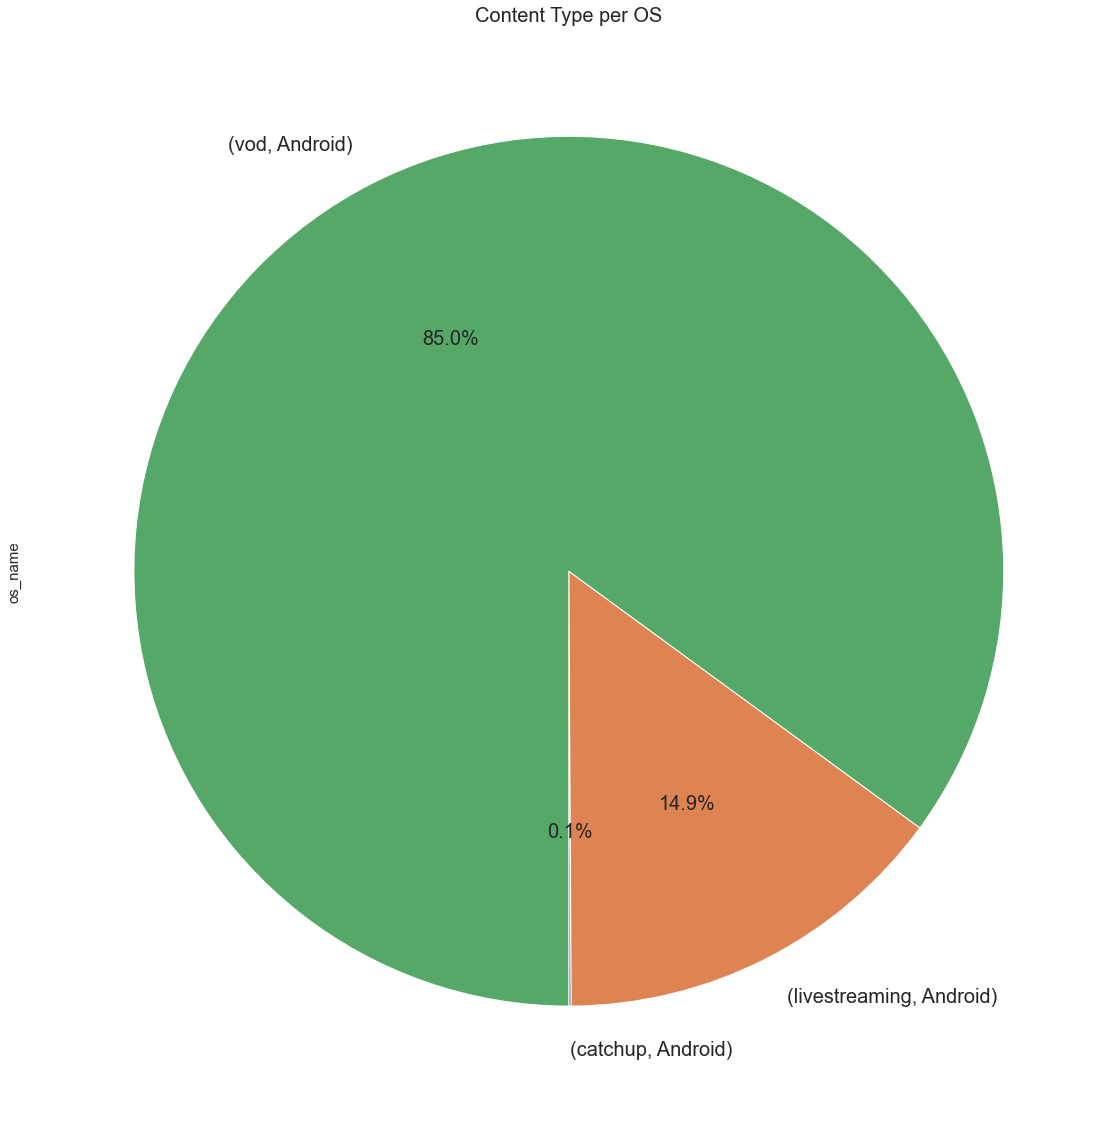 Content Type per OS
(vod, Android)
85.0%
os_name
14.9%
0.1%
(livestreaming, Android)
(catchup, Android)